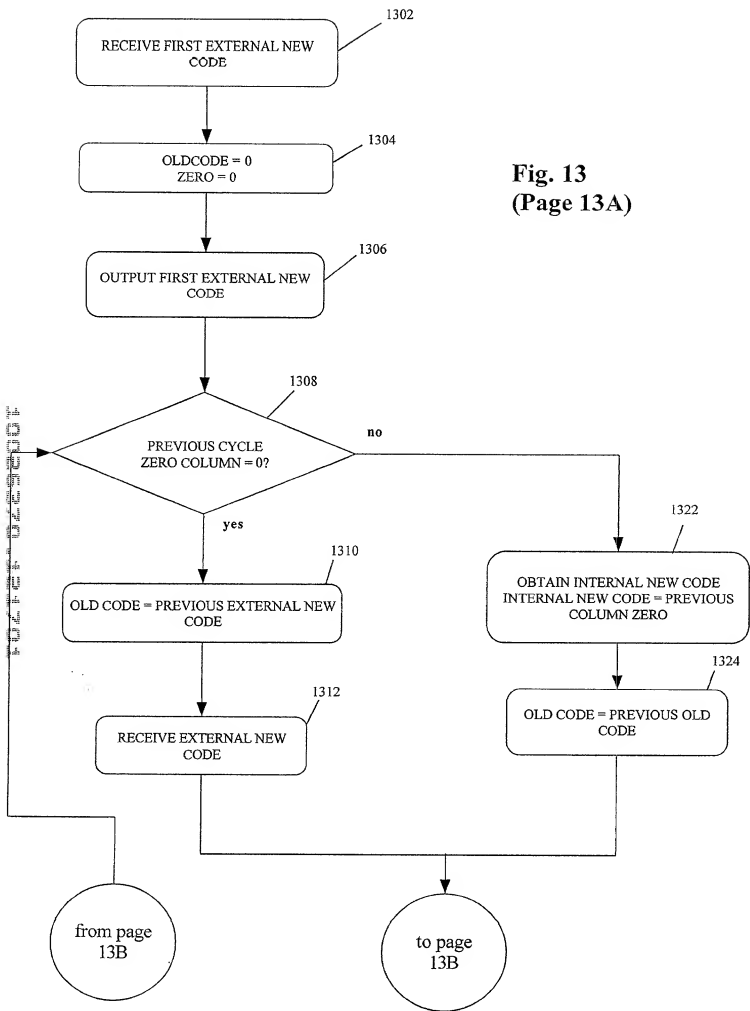 1302
RECEIVE FIRST EXTERNAL NEW
CODE
1304
OLDCODE = 0
ZERO = 0
Fig. 13
(Page 13A)
1306
OUTPUT FIRST EXTERNAL NEW
CODE
1308
PREVIOUS CYCLE
ZERO COLUMN = 0?
no
yes
1322
OBTAIN INTERNAL NEW CODE
INTERNAL NEW CODE = PREVIOUS
COLUMN ZERO
1310
OLD CODE = PREVIOUS EXTERNAL NEW
CODE
1324
OLD CODE = PREVIOUS OLD
CODE
1312
RECEIVE EXTERNAL NEW
CODE
from page
13B
to page
13B